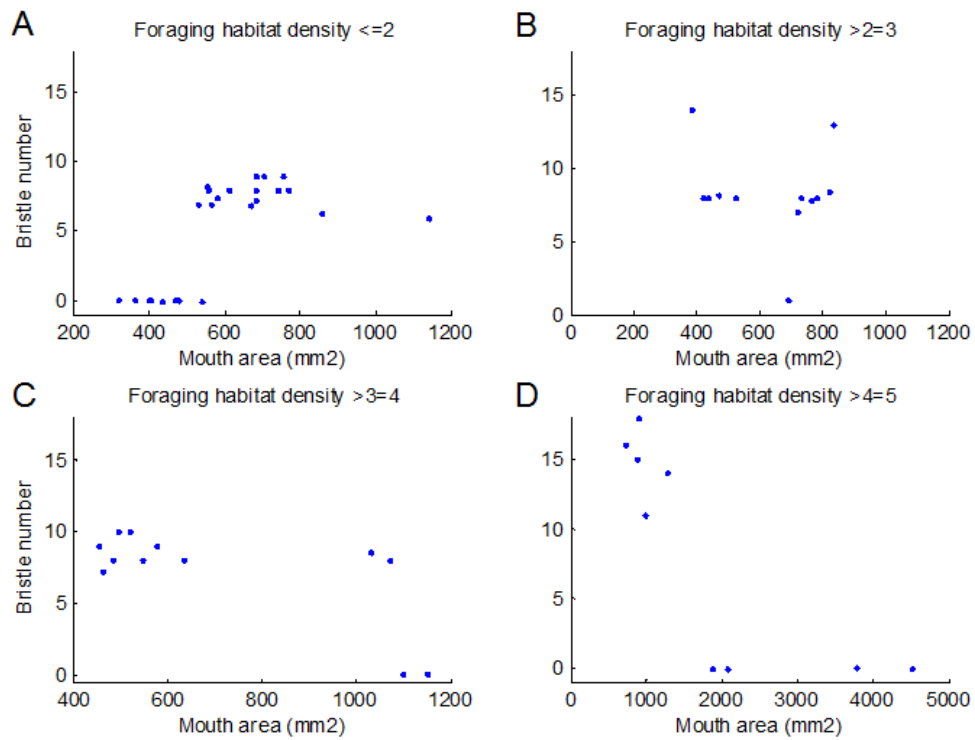 A
Foraging habitat density <=2
Bristle number
15
10
5
0
200
400
600
800
1000
1200
Mouth area (mm2)
B
Foraging habitat density >2=3
15
10
5
0
0
200
400
600
800
1000
1200
Mouth area (mm2)
C
Foraging habitat density >3=4
Bristle number
15
10
5
0
400
600
800
1000
1200
Mouth area (mm2)
D
Foraging habitat density >4=5
15
10
5
0
0
1000
2000
3000
4000
5000
Mouth area (mm2)